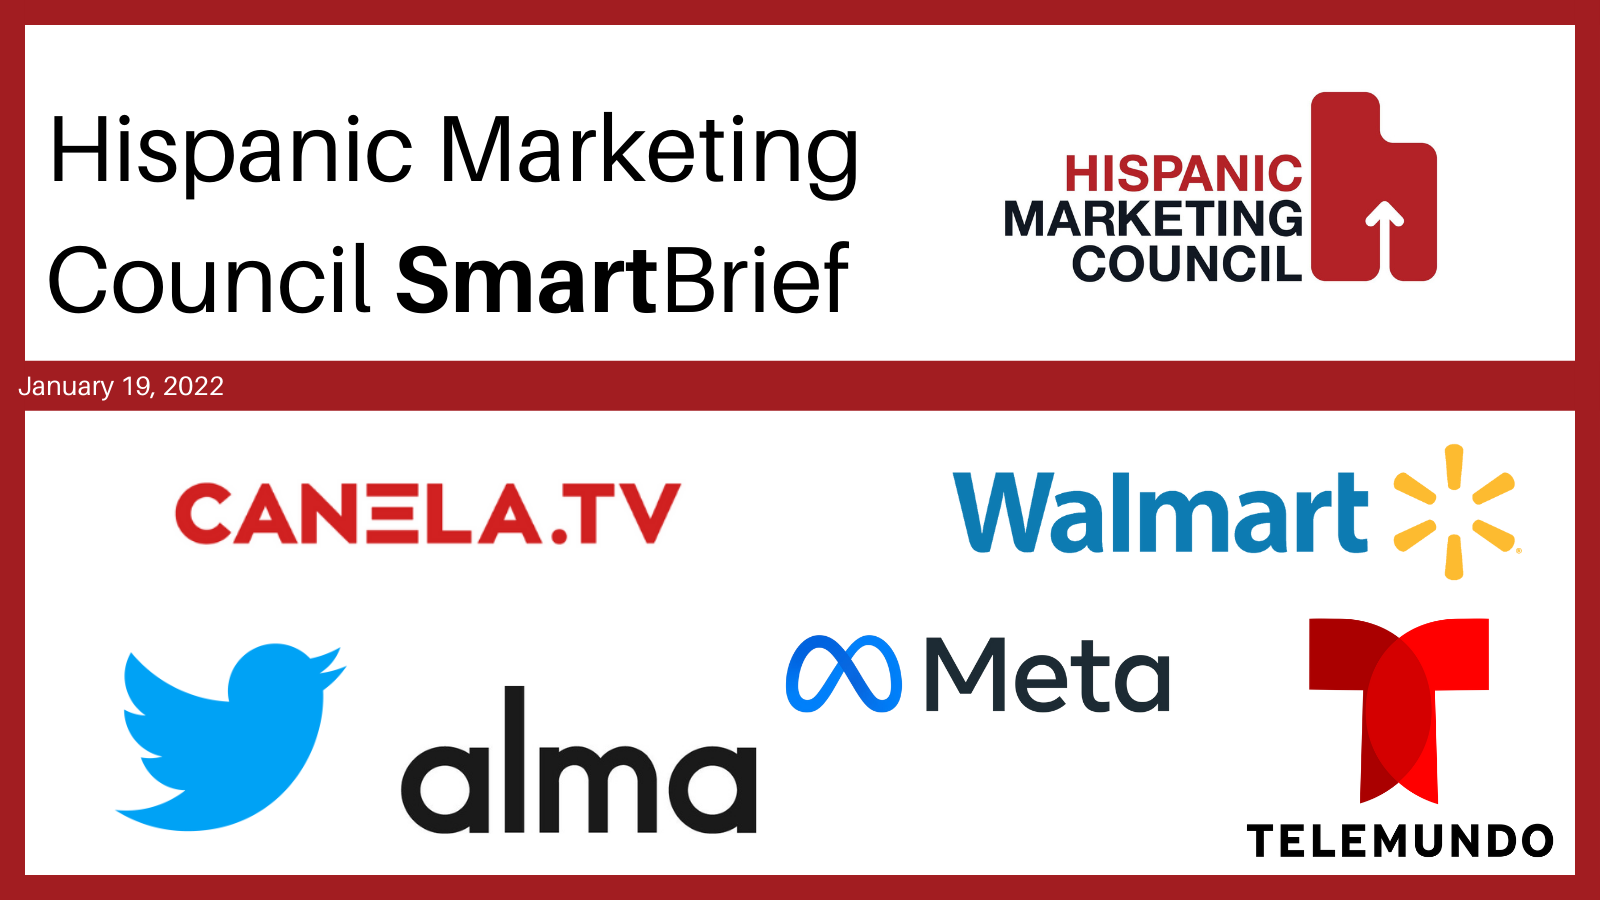 Hispanic Marketing
Council SmartBrief
HISPANIC
MARKETING
COUNCIL
January 19, 2022
CANELA.TV
Walmart
alma
Meta
TELEMUNDO